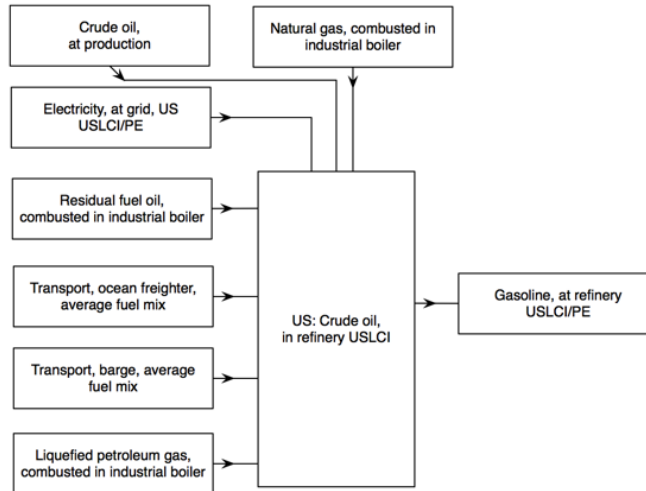 Crude oil,
at production
Natural gas, combusted in
industrial boiler
Electricity, at grid, US
USLCI/PE
Residual fuel oil,
combusted in industrial boiler
Transport, ocean freighter,
average fuel mix
US: Crude oil,
in refinery USLCI
Gasoline, at refinery
USLCI/PE
Transport, barge, average
fuel mix
Liquefied petroleum gas,
combusted in industrial boiler